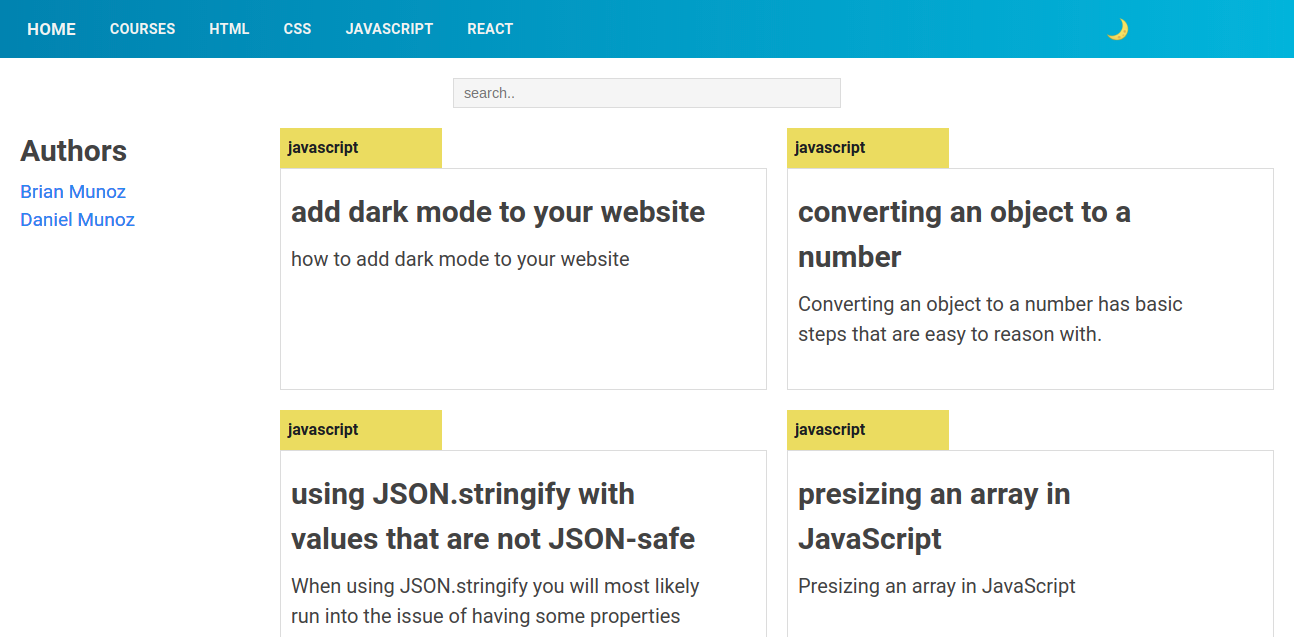 HOME COURSES HTML CSS JAVASCRIPT REACT
search..
Authors
Brian Munoz
Daniel Munoz
javascript
add dark mode to your website
how to add dark mode to your website
javascript
converting an object to a
number
Converting an object to a number has basic
steps that are easy to reason with.
javascript
using JSON.stringify with
values that are not JSON-safe
When using JSON.stringify you will most likely
run into the issue of having some properties
javascript
presizing an array in
JavaScript
Presizing an array in JavaScript